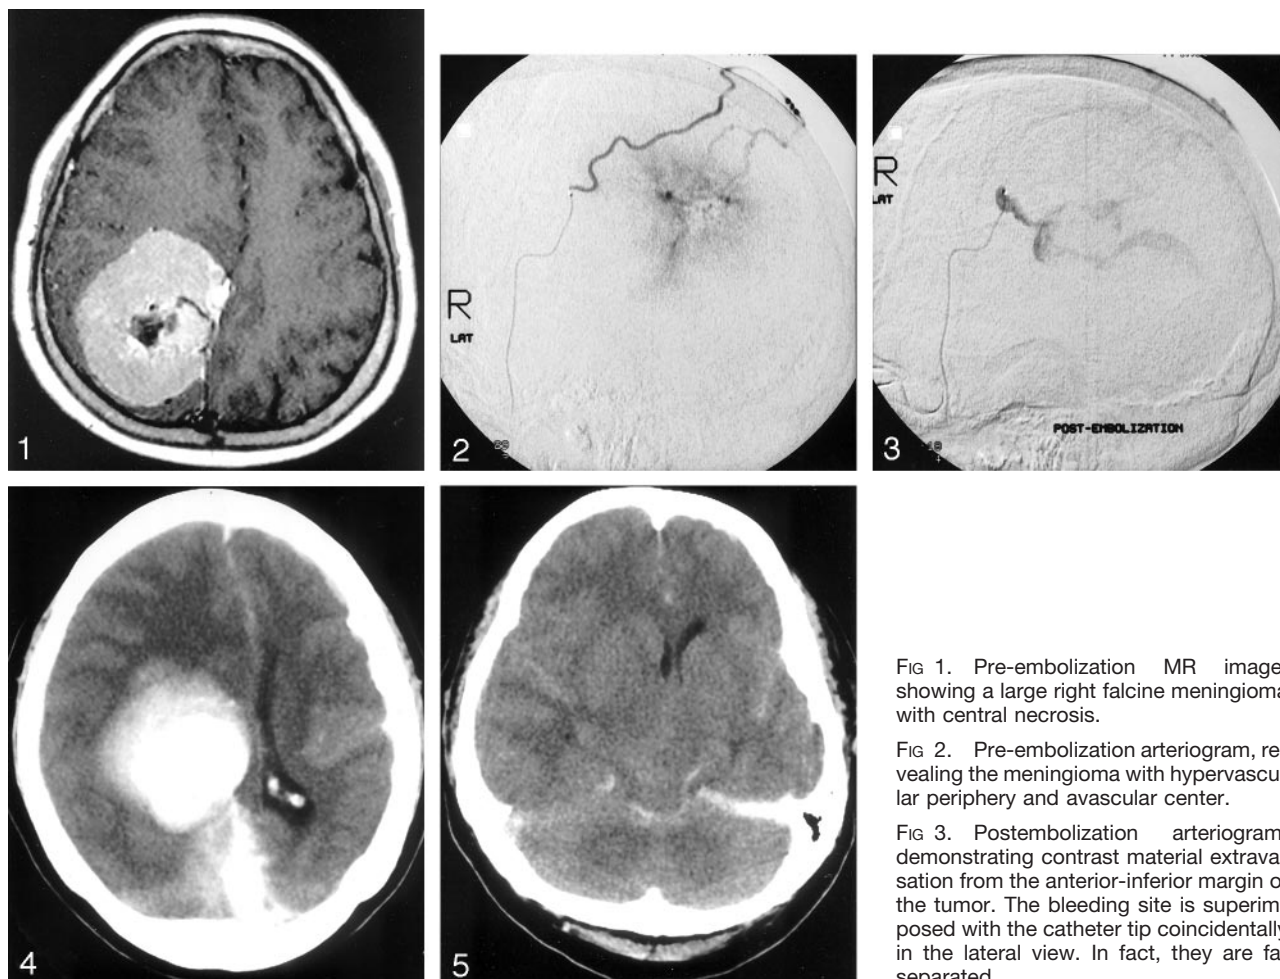 1
R
LAT
2
R
LAT
POST-EMBOLIZATION
3
4
5
FIG 1. Pre-embolization MR image
showing a large right falcine meningioma
with central necrosis.
FIG 2. Pre-embolization arteriogram, re-
vealing the meningioma with hypervascu
lar periphery and avascular center.
FIG 3. Postembolization arteriogram
demonstrating contrast material extrava
sation from the anterior-inferior margin o
the tumor. The bleeding site is superim
posed with the catheter tip coincidentally
in the lateral view. In fact, they are fa
separated.